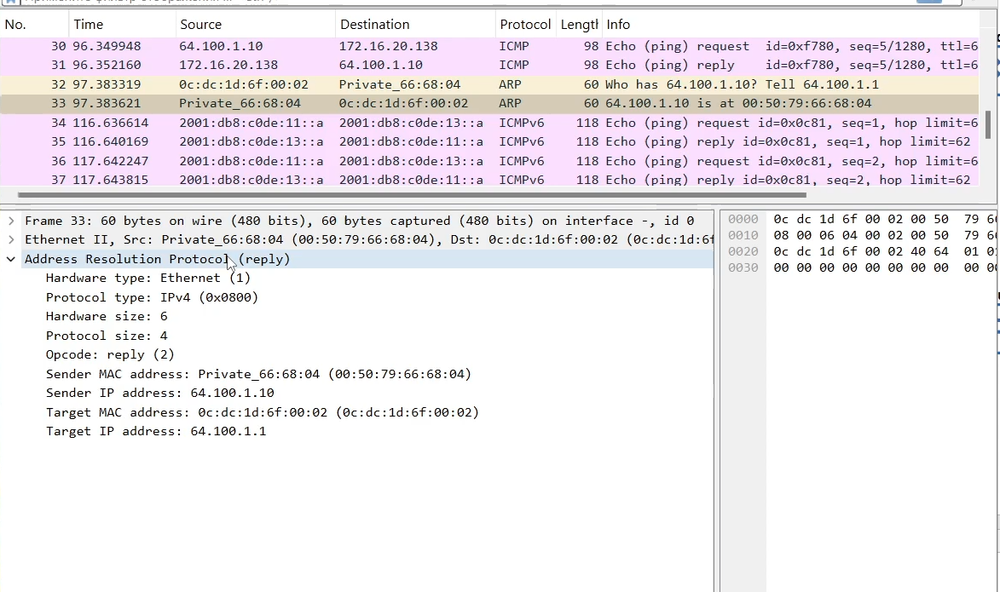 No. Time Source Destination Protocol Length Info
30 96.349948 64.100.1.10 172.16.20.138 ICMP 98 Echo (ping) request id=0xf780, seq=5/1280, ttl=6
31 96.352160 172.16.20.138 64.100.1.10 ICMP 98 Echo (ping) reply id=0xf780, seq=5/1280, ttl=6
32 97.383319 0c:dc:1d:6f:00:02 Private_66:68:04 ARP 60 Who has 64.100.1.10? Tell 64.100.1.1
33 97.383621 Private_66:68:04 0c:dc:1d:6f:00:02 ARP 60 64.100.1.10 is at 00:50:79:66:68:04
34 116.636614 2001:db8:c0de:11::a 2001:db8:c0de:13::a ICMPv6 118 Echo (ping) request id=0x0c81, seq=1, hop limit=6
35 116.640169 2001:db8:c0de:13::a 2001:db8:c0de:11::a ICMPv6 118 Echo (ping) reply id=0x0c81, seq=1, hop limit=62
36 117.642247 2001:db8:c0de:11::a 2001:db8:c0de:13::a ICMPv6 118 Echo (ping) request id=0x0c81, seq=2, hop limit=6
37 117.643815 2001:db8:c0de:13::a 2001:db8:c0de:11::a ICMPv6 118 Echo (ping) reply id=0x0c81, seq=2, hop limit=62
Frame 33: 60 bytes on wire (480 bits), 60 bytes captured (480 bits) on interface -, id 0
Ethernet II, Src: Private_66:68:04 (00:50:79:66:68:04), Dst: 0c:dc:1d:6f:00:02 (0c:dc:1d:6f
Address Resolution Protocol (reply)
Hardware type: Ethernet (1)
Protocol type: IPv4 (0x0800)
Hardware size: 6
Protocol size: 4
Opcode: reply (2)
Sender MAC address: Private_66:68:04 (00:50:79:66:68:04)
Sender IP address: 64.100.1.10
Target MAC address: 0c:dc:1d:6f:00:02 (0c:dc:1d:6f:00:02)
Target IP address: 64.100.1.1
0000 0c dc 1d 6f 00 02 00 50 79 66
0010 08 00 06 04 00 02 00 50 79 66
0020 0c dc 1d 6f 00 02 40 64 01 01
0030 00 00 00 00 00 00 00 00 00 00